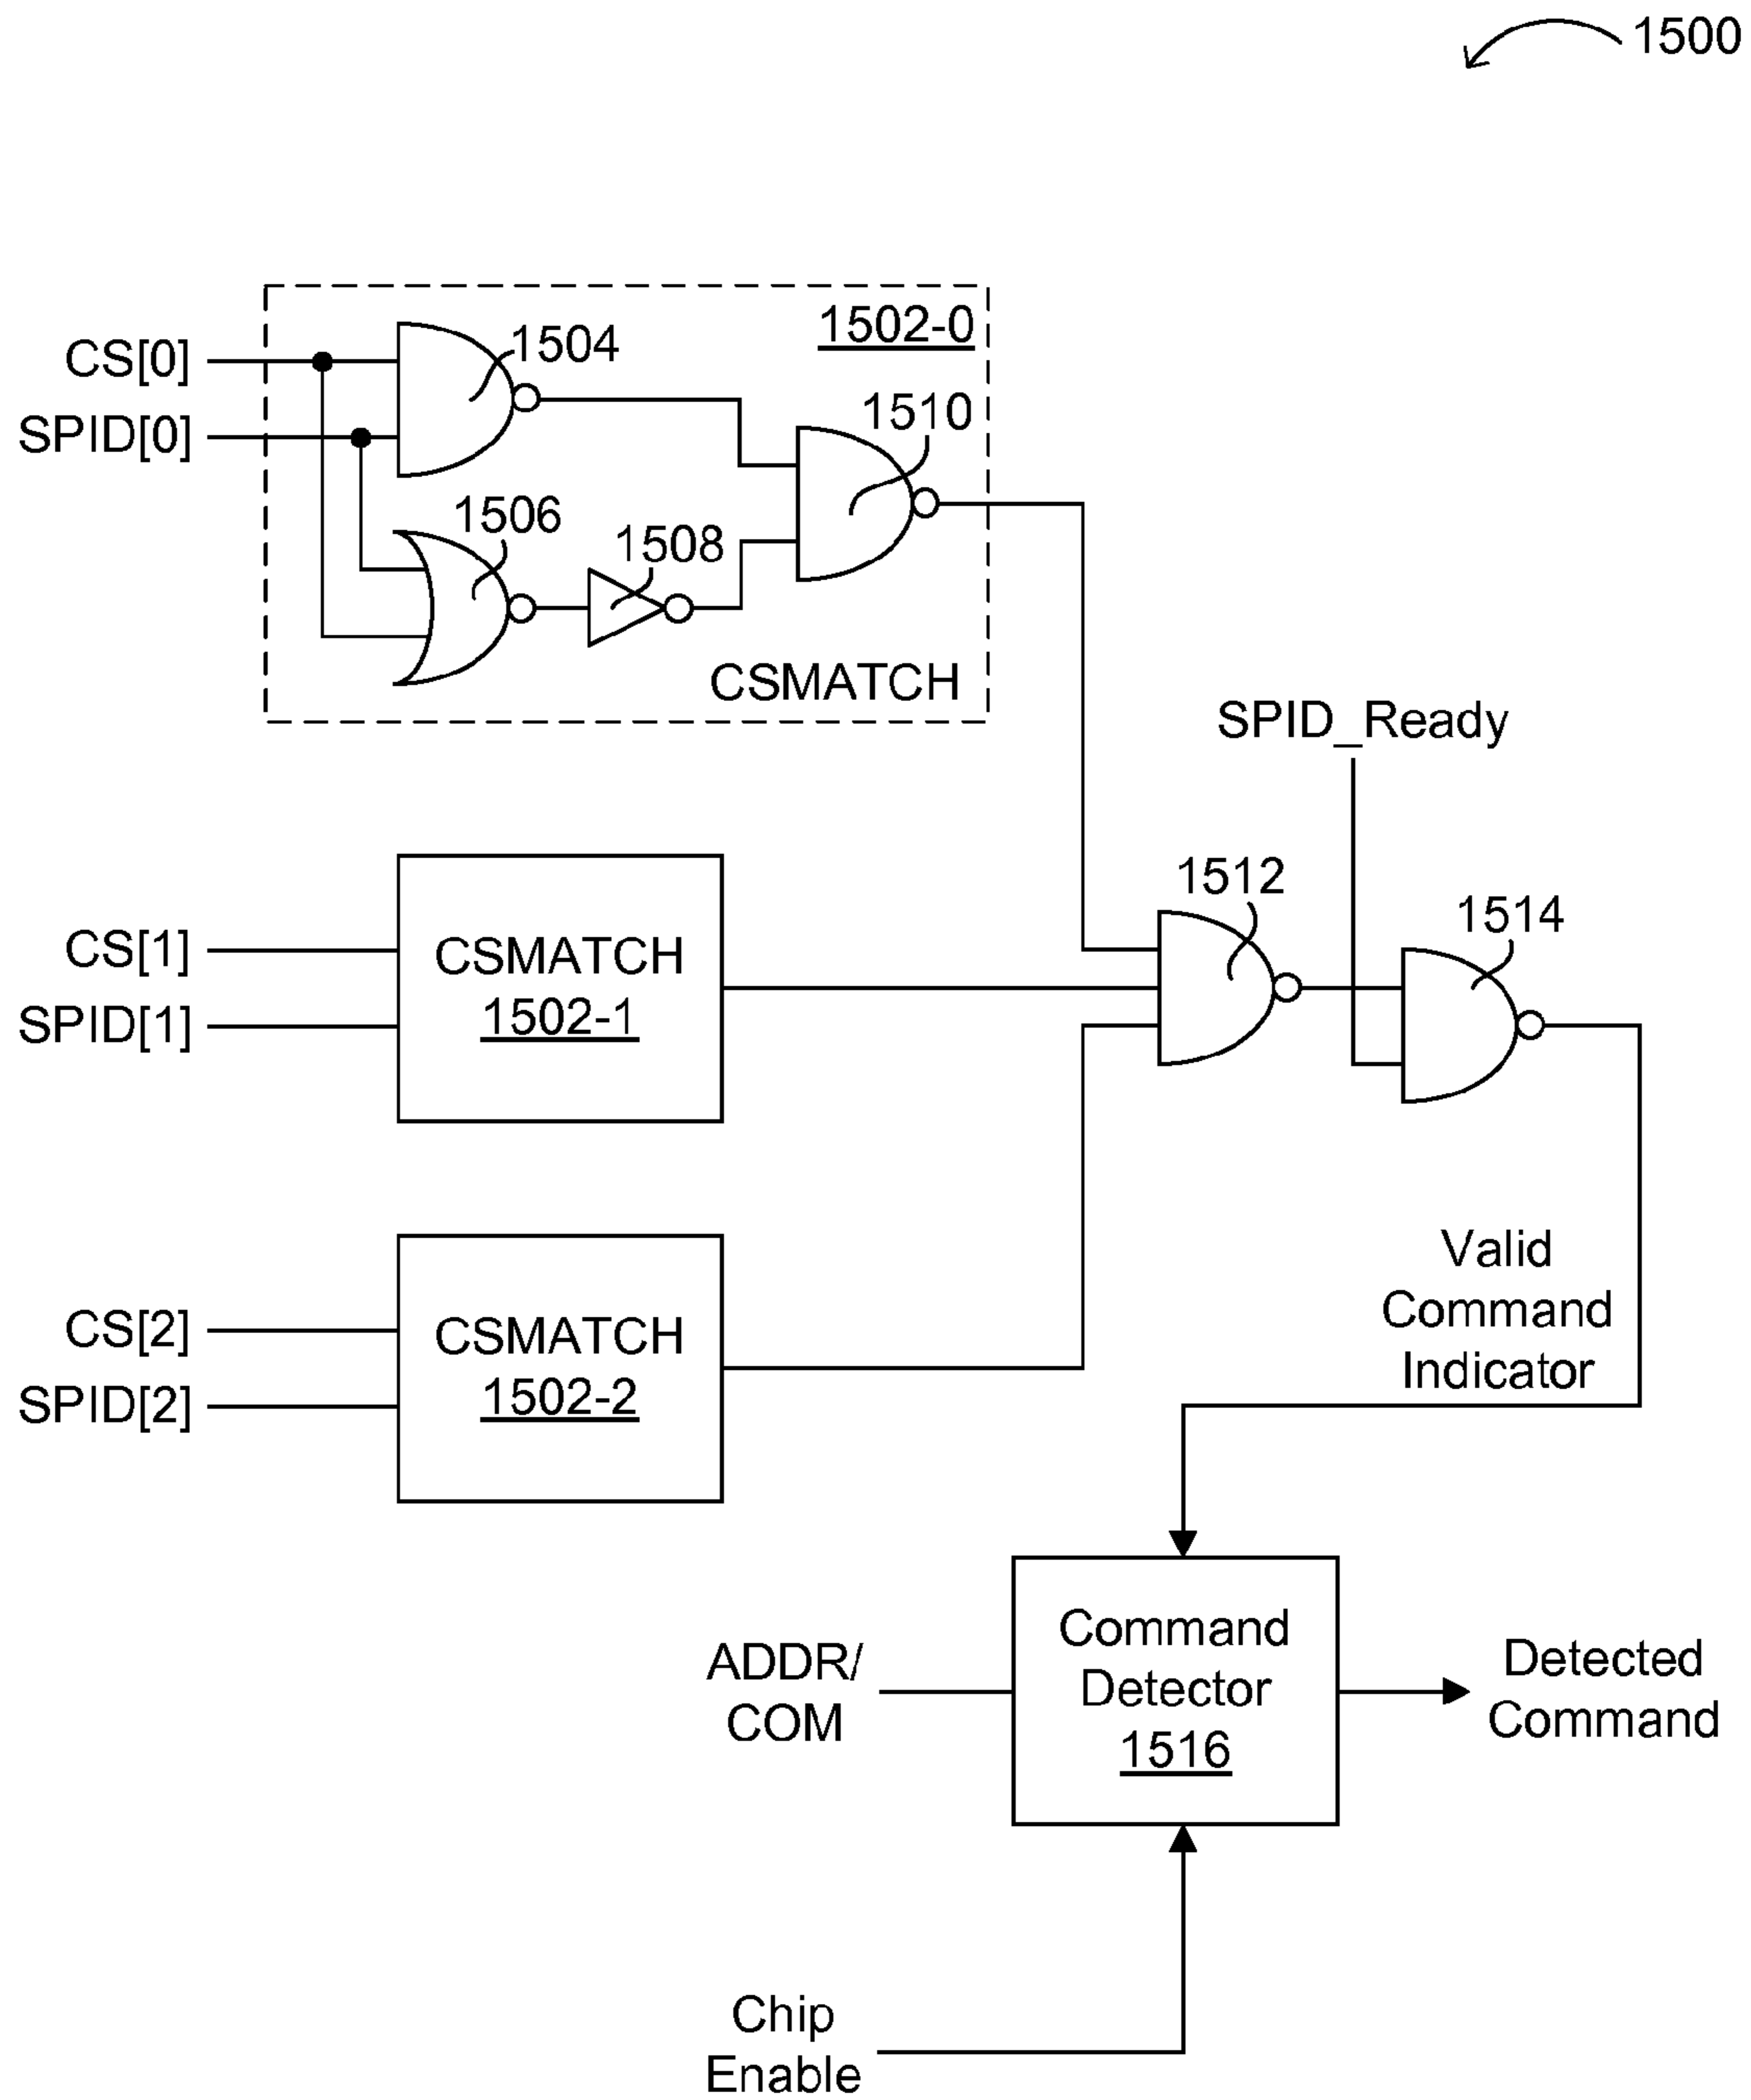 1500
1502-0
CS[0]
1504
SPID[0]
1510
1506
1508
CSMATCH
SPID_Ready
1512
1514
CS[1]
CSMATCH
SPID[1]
1502-1
Valid
Command
Indicator
CS[2]
CSMATCH
SPID[2]
1502-2
ADDR/
COM
Command
Detector
1516
Detected
Command
Chip
Enable